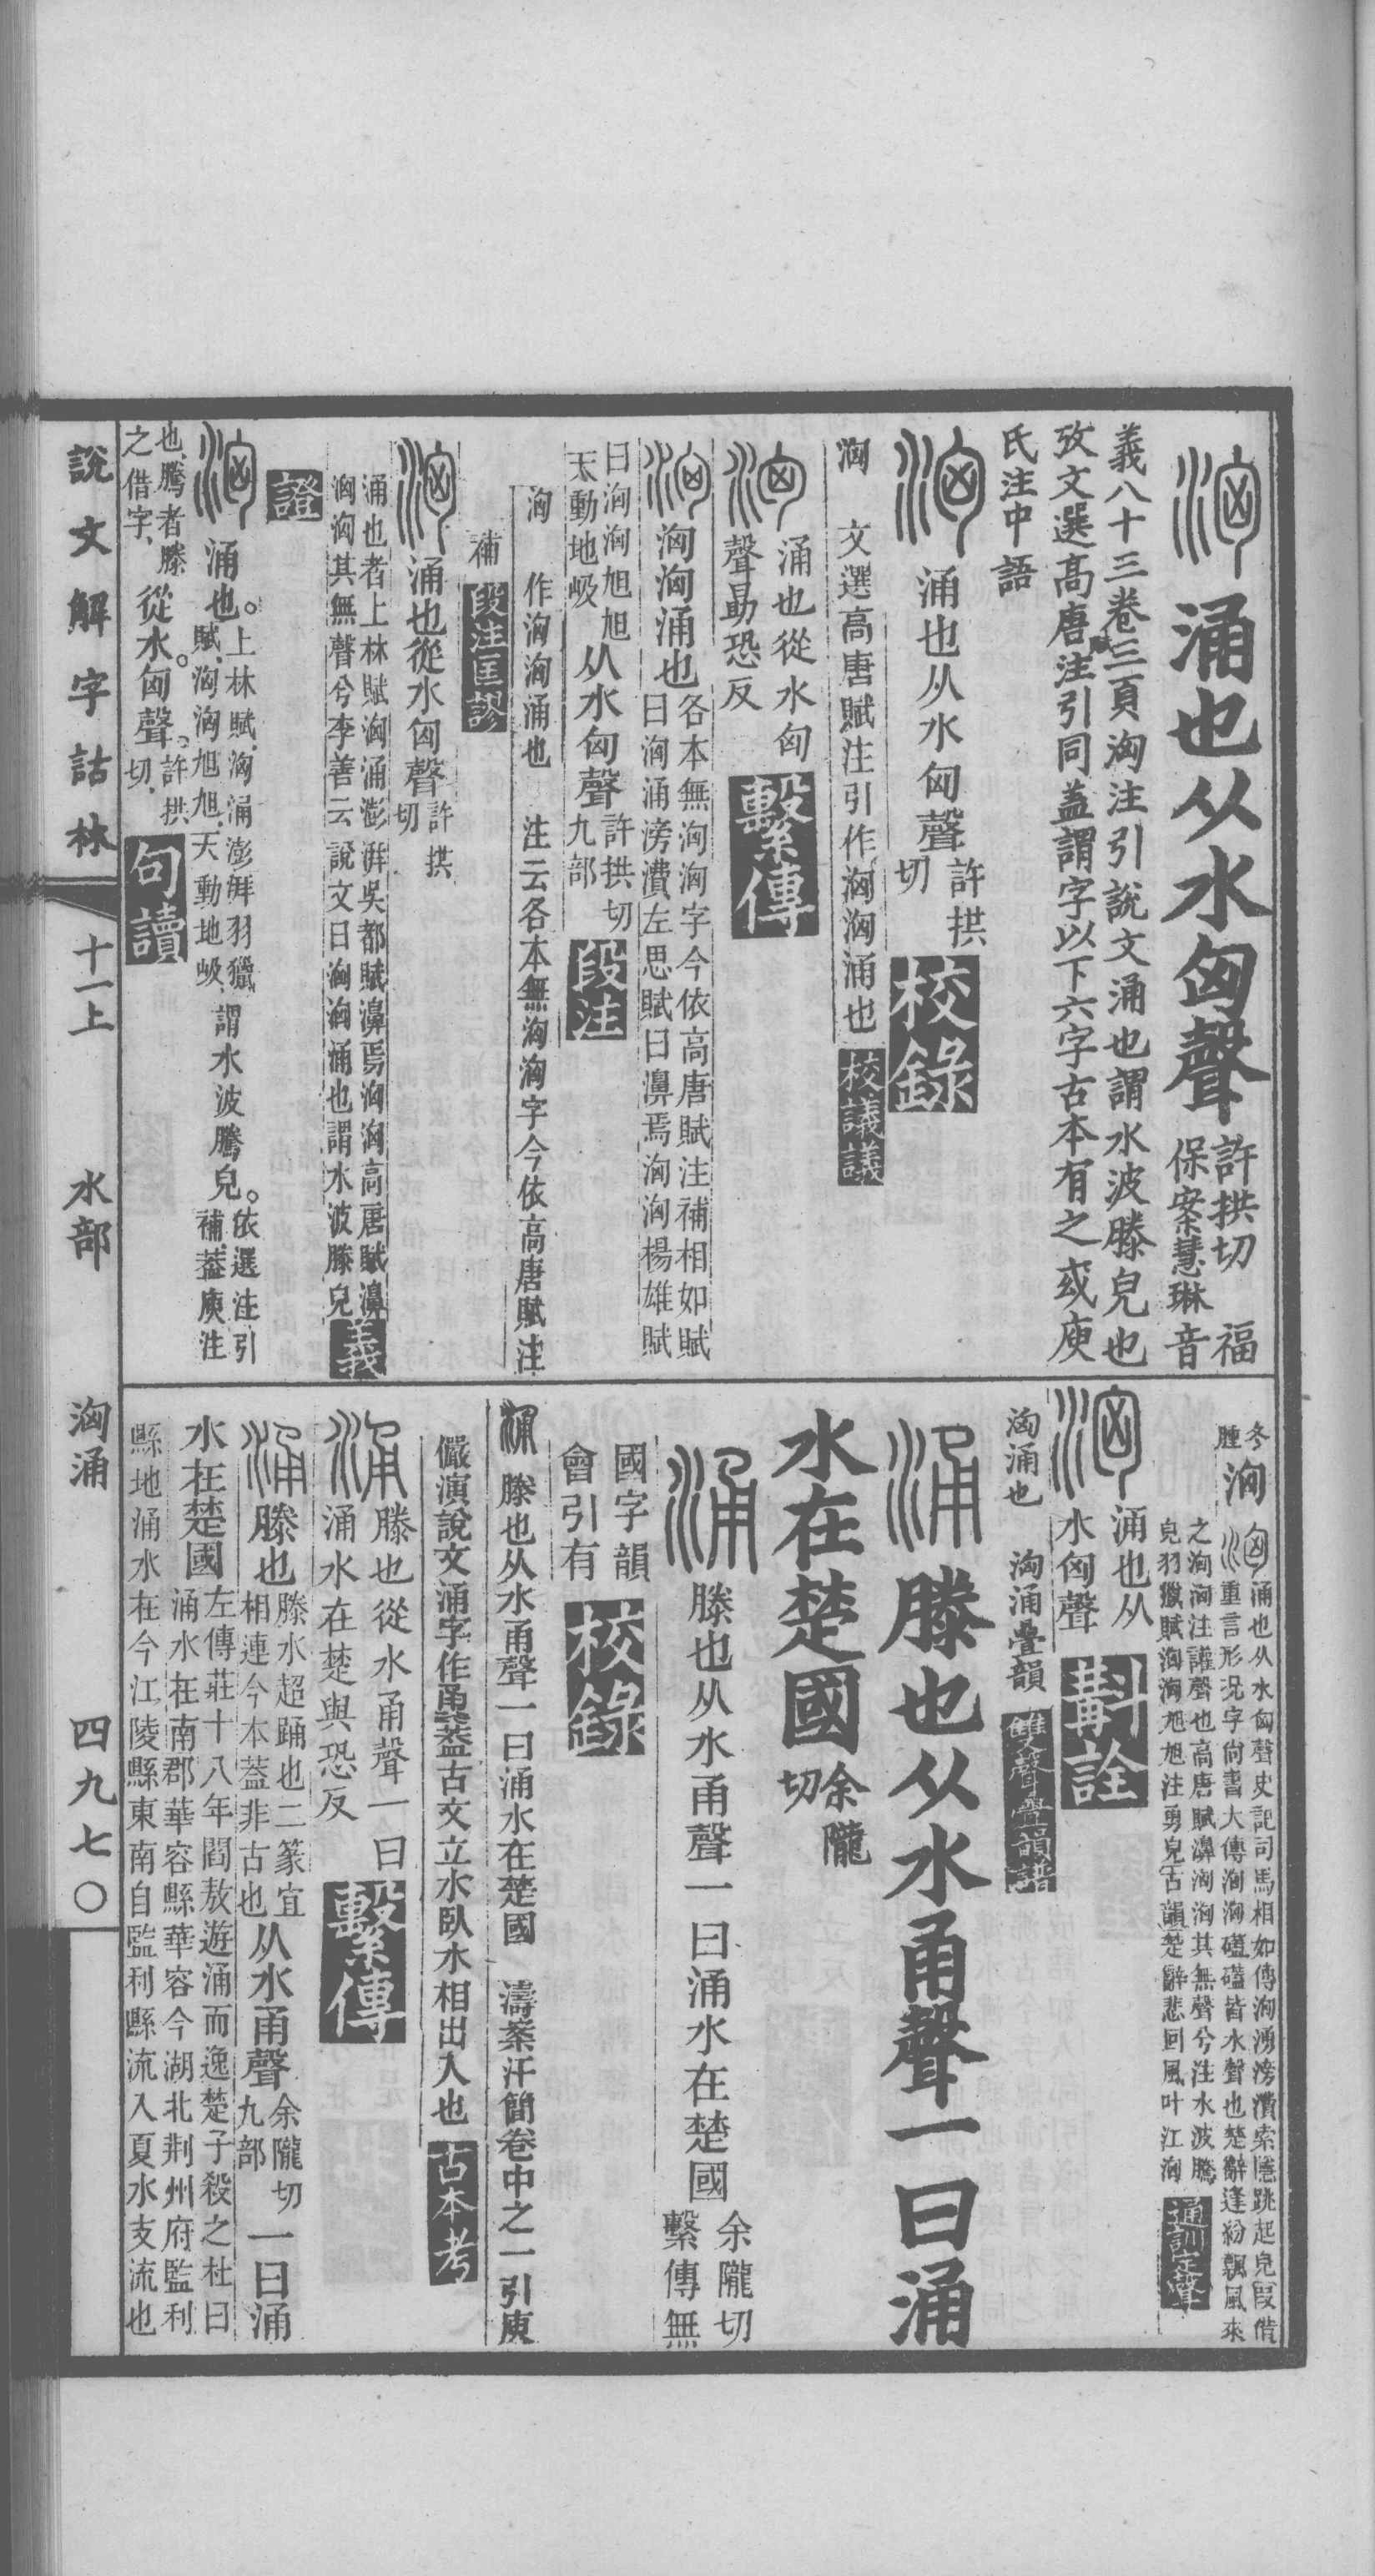 洶 涌也从水匈聲 許拱切 福
保案慧琳音
義八十三卷三頁洶注引說文涌也謂水波滕皃也
攷文選高唐賦注引同蓋謂字以下六字古本有之或庾
氏注中語
洶 涌也从水匈聲 許拱切 校錄
洶 文選高唐賦注引作洶洶涌也 校議議
洶 涌也從水匈
聲勗恐反 繫傳
洶 洶洶涌也 各本無洶洶字今依高唐賦注補相如賦
曰洶涌滂㵒左思賦曰濞焉洶洶楊雄賦
曰洶洶旭旭
天動地岋 从水匈聲 許拱切
九部 段注
洶 作洶洶涌也 注云各本無洶洶字今依高唐賦注
補 段注匡謬
洶 涌也從水匈聲 許拱
切
涌也者上林賦洶涌澎湃吳都賦濞焉洶洶高唐賦濞
洶洶其無聲兮李善云說文曰洶洶涌也謂水波滕皃 義
證
洶 涌也。上林賦、洶涌澎湃羽獵
賦、洶洶旭旭、天動地岋、謂水波騰皃。依選注引
補、蓋庾注
也、騰者滕
之借字、從水。匈聲。許拱
切、 句讀
說文解字詁林 十一上 水部 洶涌 四九七〇
冬
腫 洶 涌也从水匈聲史記司馬相如傳洶湧滂㵒索隱跳起皃叚借
重言形況字尙書大傳洶洶礚礚皆水聲也楚辭逢紛飄風來
之洶洶注讙聲也高唐賦濞洶洶其無聲兮注水波騰
皃羽獵賦洶洶旭旭注勇皃古韻楚辭悲回風叶江洶 通訓定聲
洶 涌也从
水匈聲 斠詮
洶涌也 洶涌疊韻 雙聲疊韻譜
涌 滕也从水甬聲一曰涌
水在楚國 余隴
切
涌 滕也从水甬聲一曰涌水在楚國 余隴切
繫傳無
國字韻
會引有 校錄
涌 滕也从水甬聲一曰涌水在楚國 濤案汗簡卷中之一引庾
儼演說文涌字作𣹢蓋古文立水臥水相出入也 古本考
涌 滕也從水甬聲一曰
涌水在楚輿恐反 繫傳
涌 滕也 滕水超踊也二篆宜
相連今本蓋非古也 从水甬聲 余隴切
九部 一曰涌
水在楚國 左傳莊十八年閻敖遊涌而逸楚子殺之杜曰
涌水在南郡華容縣華容今湖北荆州府監利
縣地涌水在今江陵縣東南自監利縣流入夏水支流也